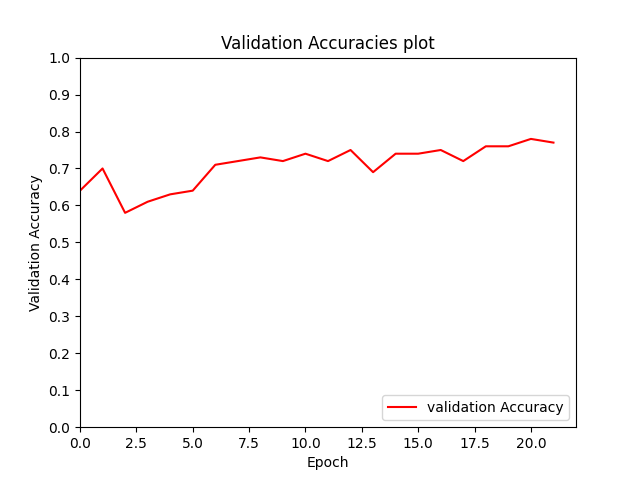 Validation Accuracies plot
1.0
0.9
0.8
0.7
0.6
0.5
0.4
0.3
0.2
0.1
0.0
Validation Accuracy
validation Accuracy
0.0 2.5 5.0 7.5 10.0 12.5 15.0 17.5 20.0
Epoch